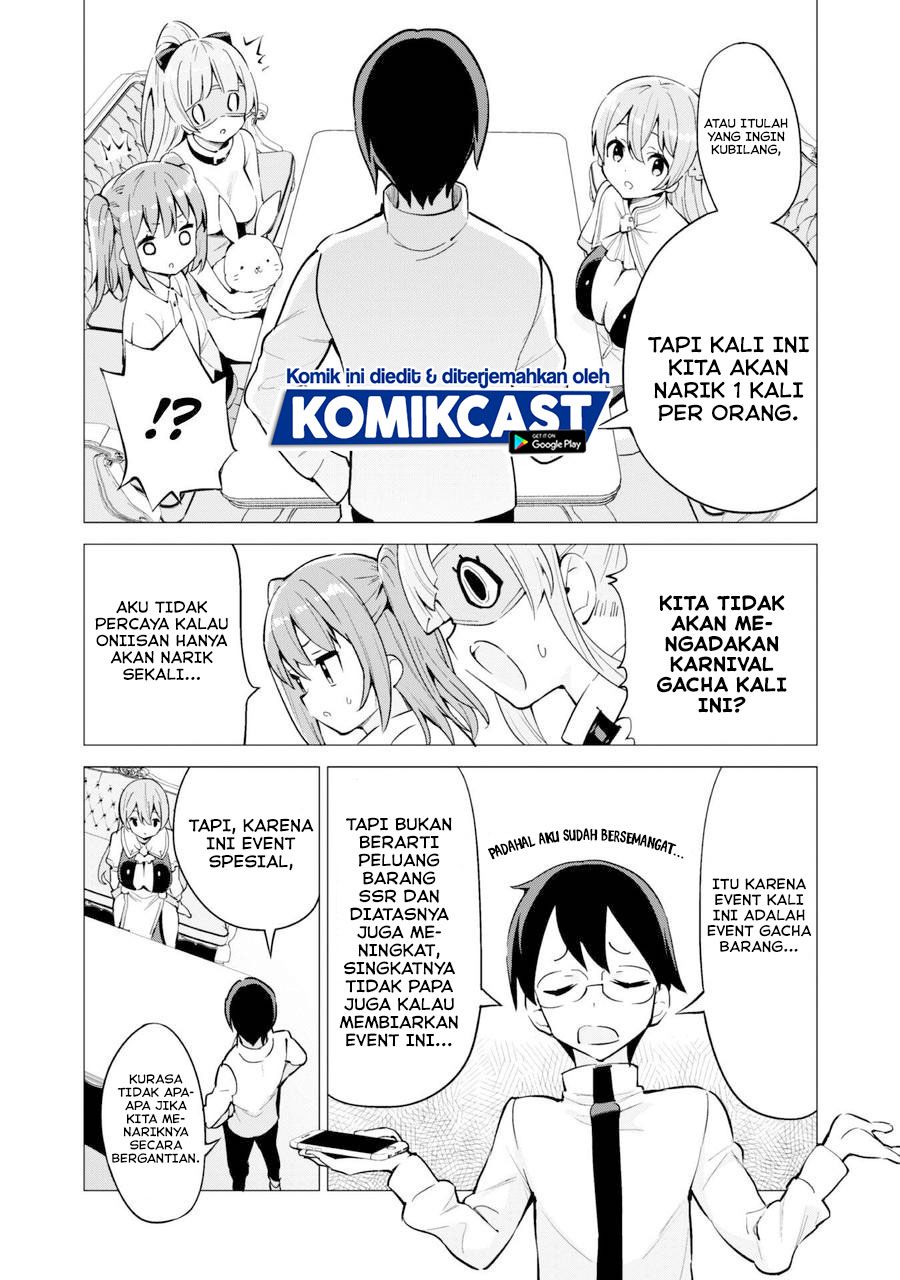 ATAU ITULAH
YANG INGIN
KUBILANG,
TAPI KALI INI
KITA AKAN
NARIK 1 KALI
PER ORANG.
!?
Komik ini diedit & diterjemahkan oleh
KOMIKCAST
GET IT ON
Google Play
KITA TIDAK
AKAN ME-
NGADAKAN
KARNIVAL
GACHA KALI
INI?
AKU TIDAK
PERCAYA KALAU
ONIISAN HANYA
AKAN NARIK
SEKALI...
ITU KARENA
EVENT KALI
INI ADALAH
EVENT GACHA
BARANG...
PADAHAL AKU SUDAH BERSEMANGAT...
TAPI BUKAN
BERARTI
PELUANG
BARANG
SSR DAN
DIATASNYA
JUGA ME-
NINGKAT,
SINGKATNYA
TIDAK PAPA
JUGA KALAU
MEMBIARKAN
EVENT INI...
TAPI, KARENA
INI EVENT
SPESIAL,
KURASA
TIDAK APA-
APA JIKA
KITA ME-
NARIKNYA
SECARA
BERGANTIAN.